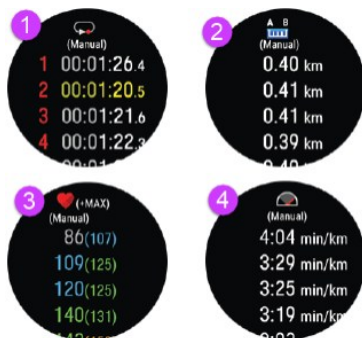 1
(Manual)
1 00:01:26.4
2 00:01:20.5
3 00:01:21.6
4 00:01:22.3
2
A B
(Manual)
0.40 km
0.41 km
0.41 km
0.39 km
3
(+MAX)
(Manual)
86(107)
109(125)
120(125)
140(131)
4
(Manual)
4:04 min/km
3:29 min/km
3:25 min/km
3:19 min/km